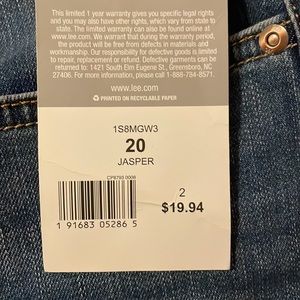 This limited 1 year warranty gives you specific legal rights
and you may also have other rights, which vary from state to
state. The limited warranty can also be found online at
www.lee.com. We warrant that during the warranty period,
the product will be free from defects in materials and
workmanship. Our responsibility for defective goods is limited
to repair, replacement or refund. Defective garments can be
returned to: 1421 South Elm Eugene St., Greensboro, NC
27406. For more information please call 1-888-784-8571.
www.lee.com
PRINTED ON RECYCLABLE PAPER
1S8MGW3
20
JASPER
CP8793 0006
1 91683 05286 5
2
$19.94